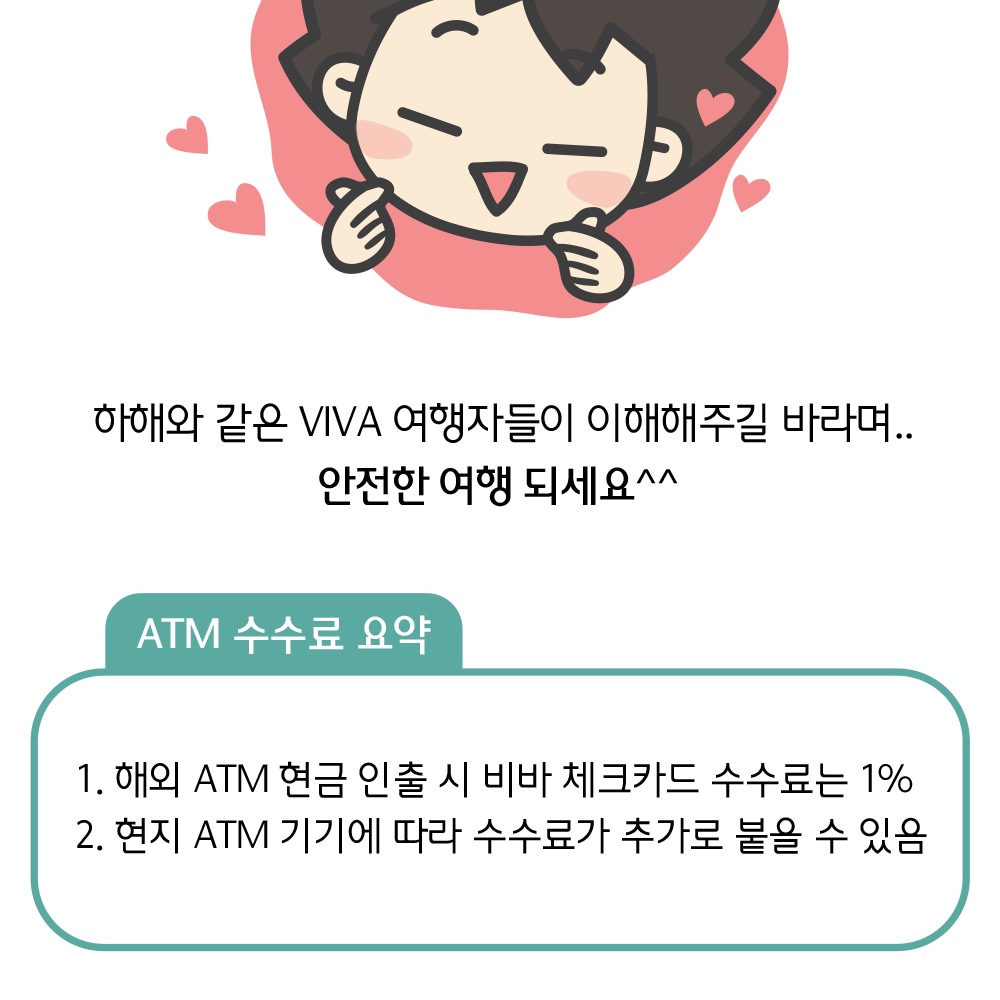 하해와 같은 VIVA 여행자들이 이해해주길 바라며..
안전한 여행 되세요^^
ATM 수수료 요약
1. 해외 ATM 현금 인출 시 비바 체크카드 수수료는 1%
2. 현지 ATM 기기에 따라 수수료가 추가로 붙을 수 있음